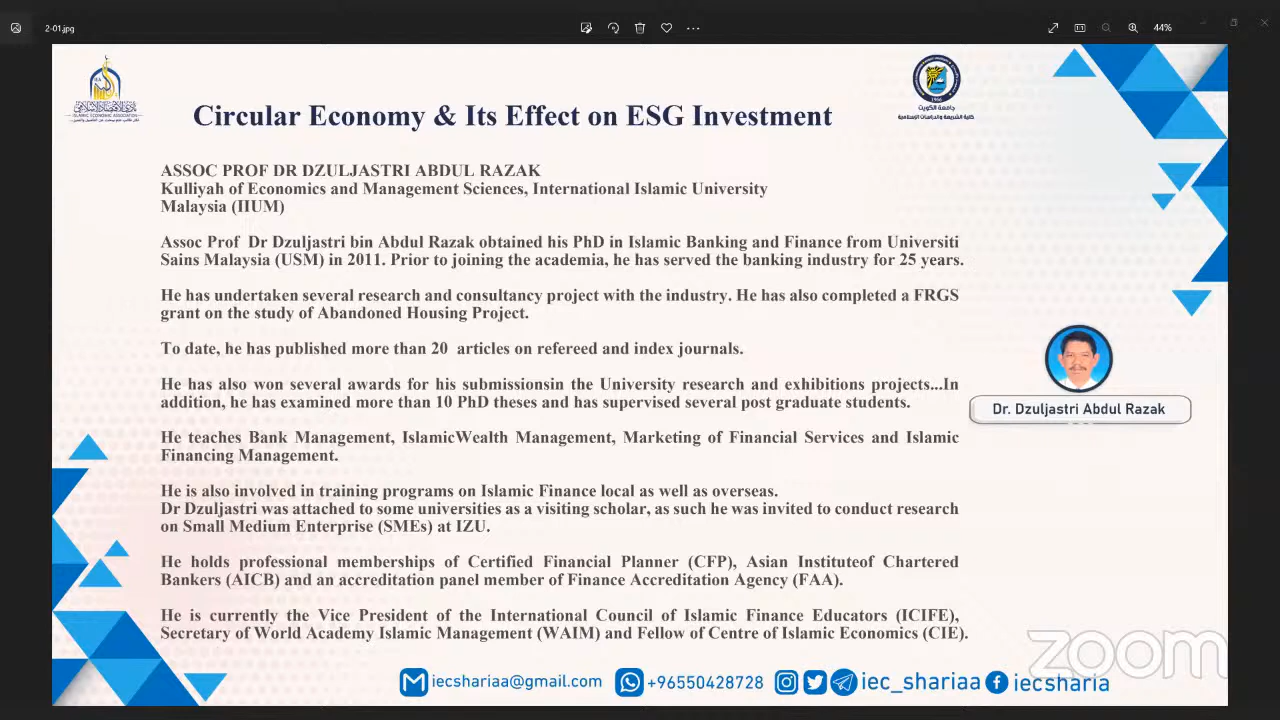 2-01.jpg
44%
نادي الاقتصاد الإسلامي
ISLAMIC ECONOMIC ASSOCIATION
Circular Economy & Its Effect on ESG Investment
1966
جامعة الكويت
كلية الشريعة والدراسات الإسلامية
ASSOC PROF DR DZULJASTRI ABDUL RAZAK
Kulliyah of Economics and Management Sciences, International Islamic University
Malaysia (IIUM)
Assoc Prof Dr Dzuljastri bin Abdul Razak obtained his PhD in Islamic Banking and Finance from Universiti
Sains Malaysia (USM) in 2011. Prior to joining the academia, he has served the banking industry for 25 years.
He has undertaken several research and consultancy project with the industry. He has also completed a FRGS
grant on the study of Abandoned Housing Project.
To date, he has published more than 20 articles on refereed and index journals.
He has also won several awards for his submissionsin the University research and exhibitions projects...In
addition, he has examined more than 10 PhD theses and has supervised several post graduate students.
He teaches Bank Management, IslamicWealth Management, Marketing of Financial Services and Islamic
Financing Management.
He is also involved in training programs on Islamic Finance local as well as overseas.
Dr Dzuljastri was attached to some universities as a visiting scholar, as such he was invited to conduct research
on Small Medium Enterprise (SMEs) at IZU.
He holds professional memberships of Certified Financial Planner (CFP), Asian Instituteof Chartered
Bankers (AICB) and an accreditation panel member of Finance Accreditation Agency (FAA).
He is currently the Vice President of the International Council of Islamic Finance Educators (ICIFE),
Secretary of World Academy Islamic Management (WAIM) and Fellow of Centre of Islamic Economics (CIE).
Dr. Dzuljastri Abdul Razak
zoom
iecshariaa@gmail.com +96550428728 iec_shariaa iecsharia